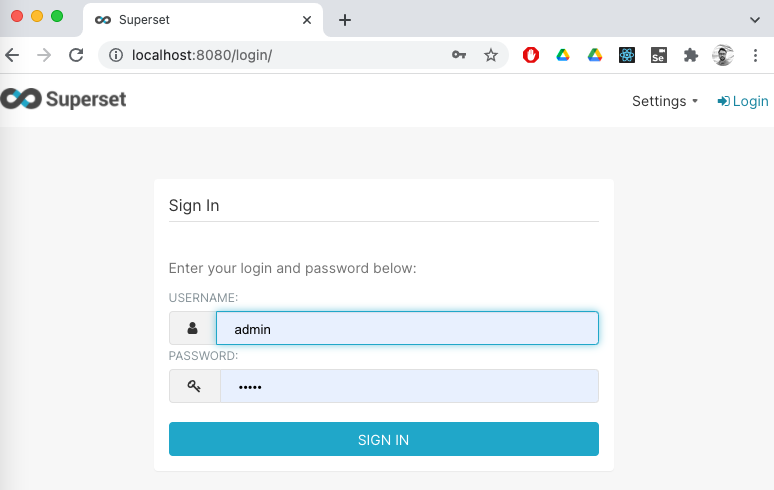 Superset
localhost:8080/login/
Se
Superset
Settings
Login
Sign In
Enter your login and password below:
USERNAME:
admin
PASSWORD:
•••••
SIGN IN